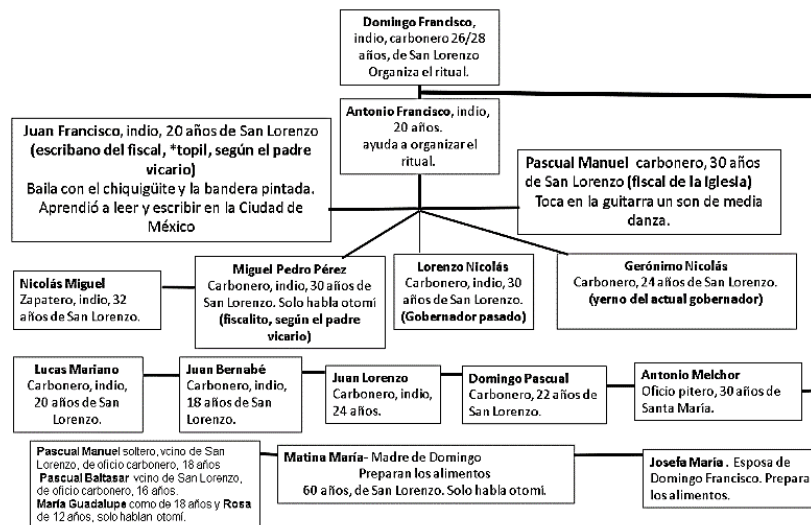 Domingo Francisco,
indio, carbonero 26/28
años, de San Lorenzo
Organiza el ritual.
Antonio Francisco, indio,
20 años.
ayuda a organizar el
ritual.
Juan Francisco, indio, 20 años de San Lorenzo
(escribano del fiscal, *topil, según el padre
vicario)
Baila con el chiquigüite y la bandera pintada.
Aprendió a leer y escribir en la Ciudad de
México
Pascual Manuel carbonero, 30 años
de San Lorenzo (fiscal de la Iglesia)
Toca en la guitarra un son de media
danza.
Nicolás Miguel
Zapatero, indio, 32
años de San Lorenzo.
Miguel Pedro Pérez
Carbonero, indio, 30 años de
San Lorenzo. Solo habla otomí
(fiscalito, según el padre
vicario)
Lorenzo Nicolás
Carbonero, indio, 30
años de San Lorenzo.
(Gobernador pasado)
Gerónimo Nicolás
Carbonero, 24 años de San Lorenzo.
(yerno del actual gobernador)
Lucas Mariano
Carbonero, indio,
20 años de San
Lorenzo.
Juan Bernabé
Carbonero, indio,
18 años de San
Lorenzo.
Juan Lorenzo
Carbonero, indio,
24 años.
Domingo Pascual
Carbonero, 22 años de
San Lorenzo.
Antonio Melchor
Oficio pitero, 30 años de
Santa María.
Pascual Manuel soltero, vcino de San
Lorenzo, de oficio carbonero, 18 años
Pascual Baltasar vcino de San Lorenzo,
de oficio carbonero, 16 años.
María Guadalupe como de 18 años y Rosa
de 12 años, solo hablan otomí.
Matina María- Madre de Domingo
Preparan los alimentos
60 años, de San Lorenzo. Solo habla otomí.
Josefa María . Esposa de
Domingo Francisco. Prepara
los alimentos.